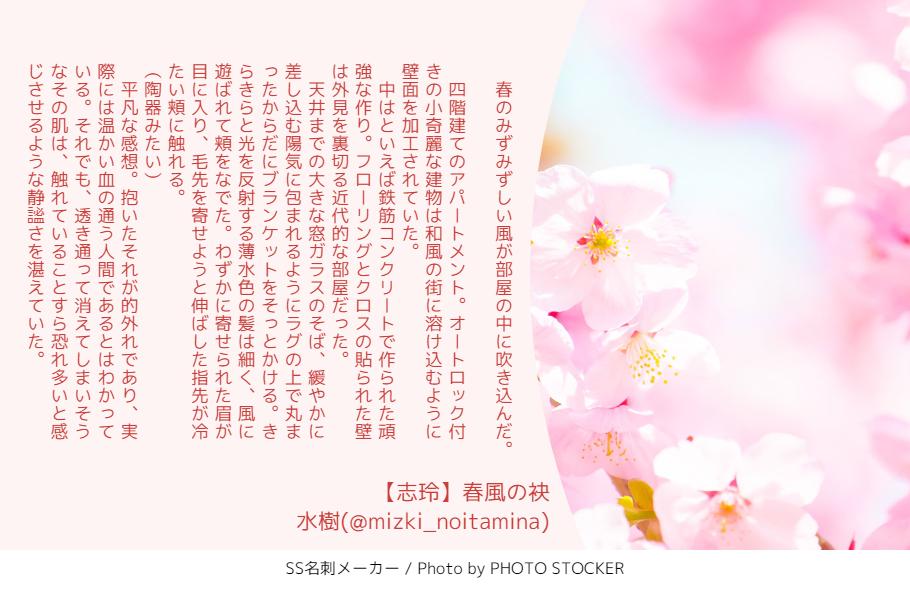 春のみずみずしい風が部屋の中に吹き込んだ。
　四階建てのアパートメント。オートロック付
きの小奇麗な建物は和風の街に溶け込むように
壁面を加工されていた。
　中はといえば鉄筋コンクリートで作られた頑
強な作り。フローリングとクロスの貼られた壁
は外見を裏切る近代的な部屋だった。
　天井までの大きな窓ガラスのそば、緩やかに
差し込む陽気に包まれるようにラグの上で丸ま
ったからだにブランケットをそっとかける。き
らきらと光を反射する薄水色の髪は細く、風に
遊ばれて頬をなでた。わずかに寄せられた眉が
目に入り、毛先を寄せようと伸ばした指先が冷
たい頬に触れる。
（陶器みたい）
　平凡な感想。抱いたそれが的外れであり、実
際には温かい血の通う人間であるとはわかって
いる。それでも、透き通って消えてしまいそう
なその肌は、触れていることすら恐れ多いと感
じさせるような静謐さを湛えていた。
【志玲】春風の袂
水樹(@mizki_noitamina)
SS名刺メーカー / Photo by PHOTO STOCKER